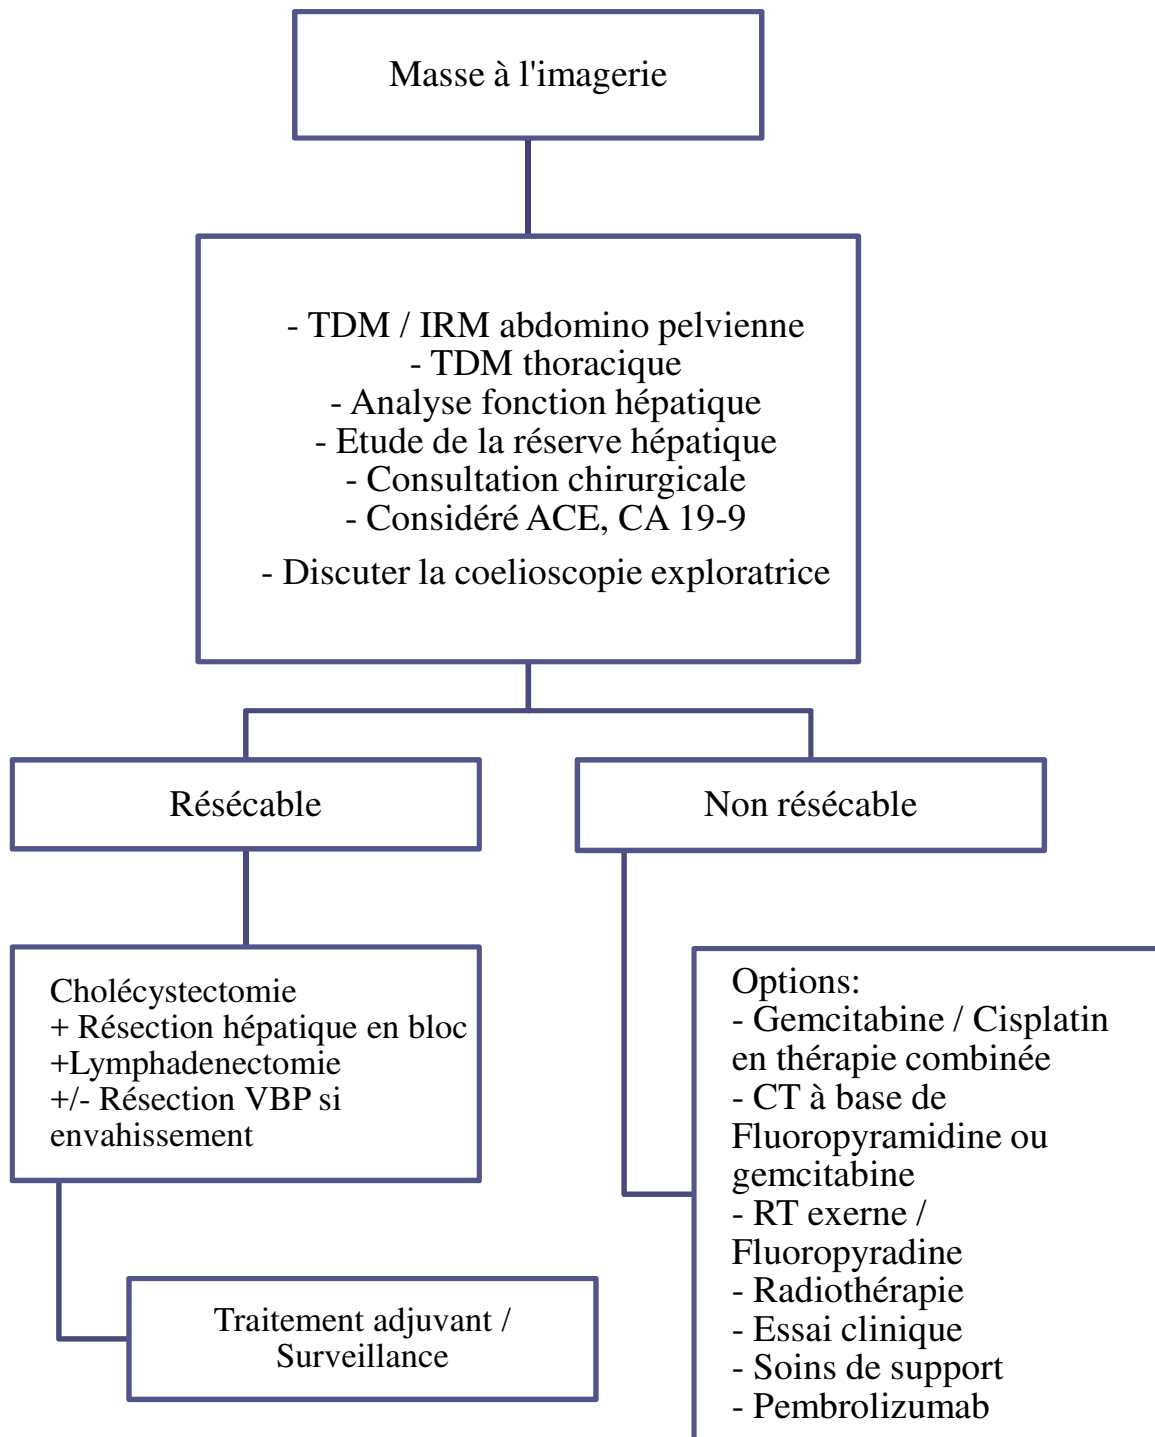 Masse à l'imagerie
- TDM / IRM abdomino pelvienne
- TDM thoracique
- Analyse fonction hépatique
- Etude de la réserve hépatique
- Consultation chirurgicale
- Considéré ACE, CA 19-9
- Discuter la coelioscopie exploratrice
Résécable
Non résécable
Cholécystectomie
+ Résection hépatique en bloc
+Lymphadenectomie
+/- Résection VBP si
envahissement
Traitement adjuvant /
Surveillance
Options:
- Gemcitabine / Cisplatin
en thérapie combinée
- CT à base de
Fluoropyramidine ou
gemcitabine
- RT exerne /
Fluoropyradine
- Radiothérapie
- Essai clinique
- Soins de support
- Pembrolizumab